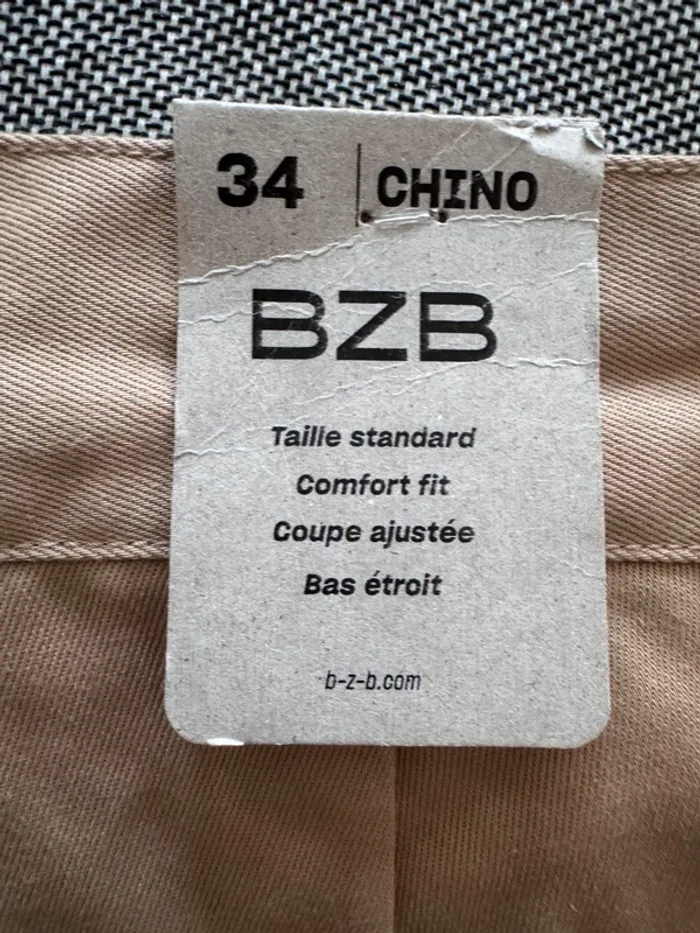 34 | CHINO
BZB
Taille standard
Comfort fit
Coupe ajustée
Bas étroit
b-z-b.com